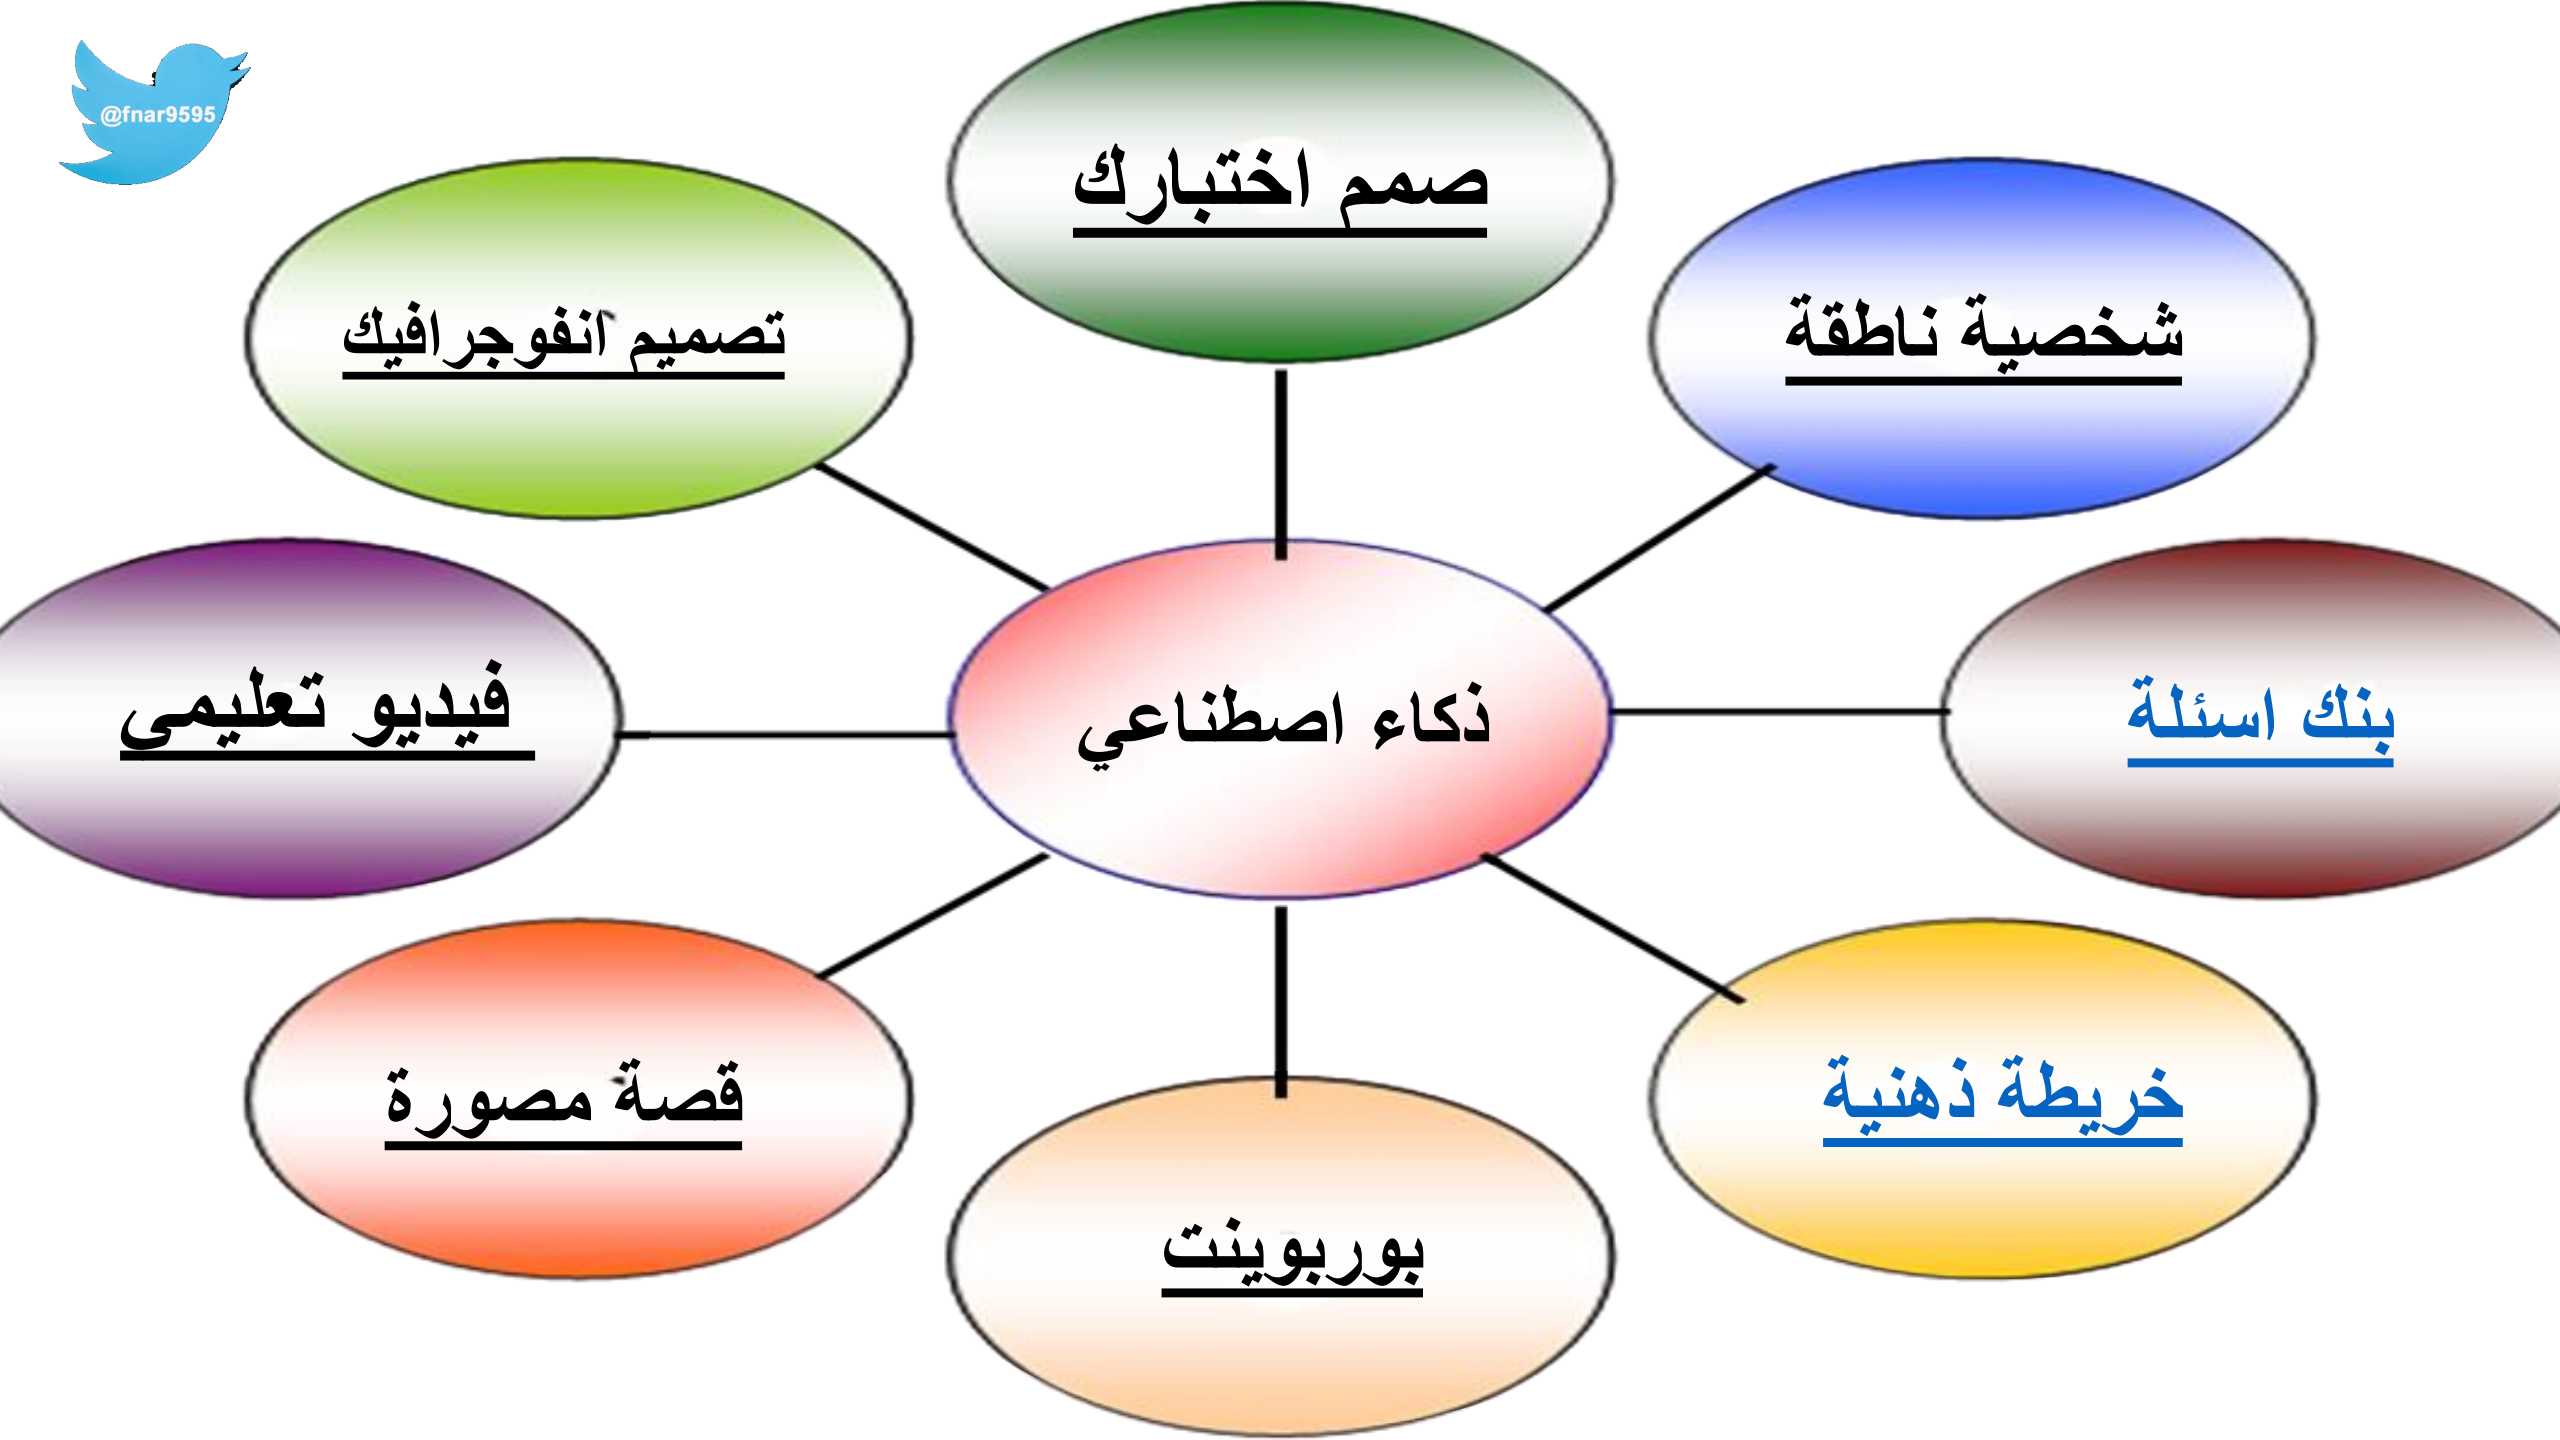 @fnar9595
صمم اختبارك
شخصية ناطقة
تصميم انفوجرافيك
بنك اسئلة
ذكاء اصطناعي
فيديو تعليمي
خريطة ذهنية
قصة مصورة
بوربوينت